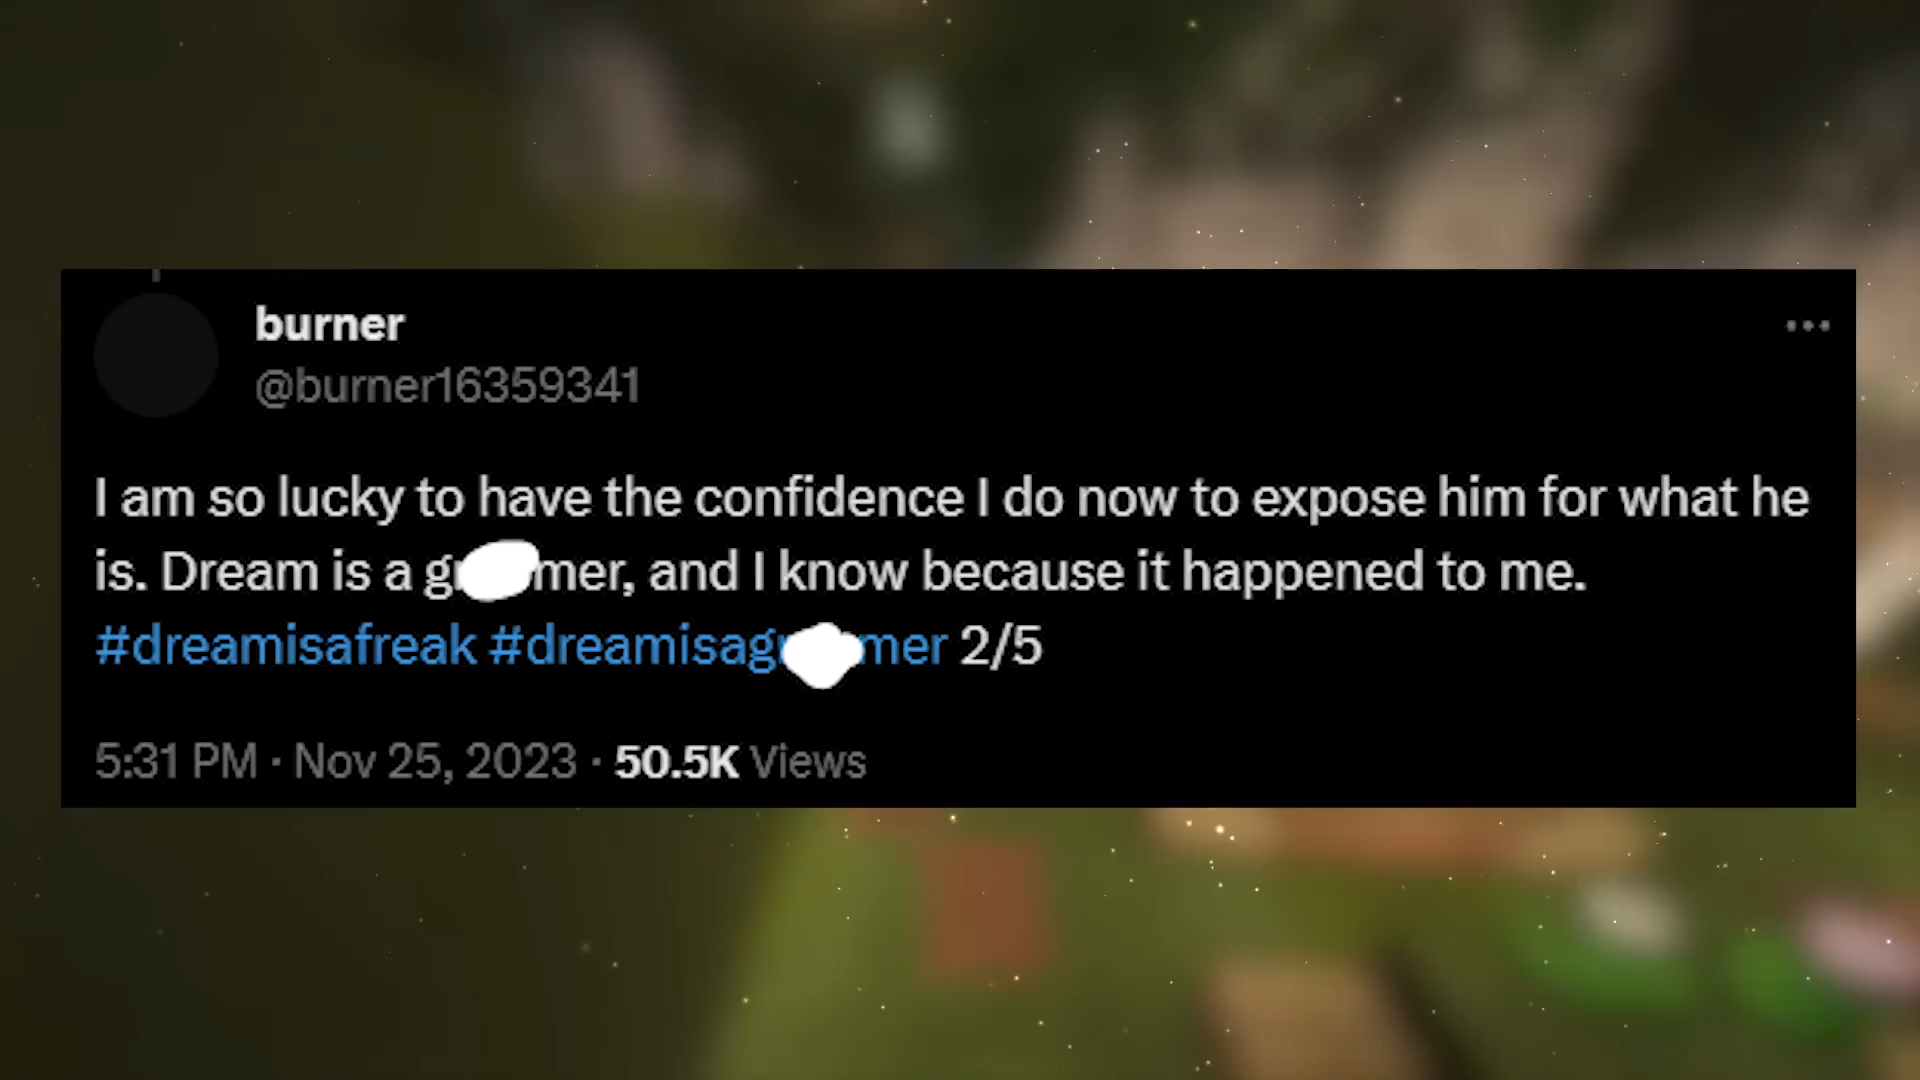 burner
@burner16359341
I am so lucky to have the confidence I do now to expose him for what he
is. Dream is a mer, and I know because it happened to me.
#dreamisafreak 2/5
5:31 PM · Nov 25, 2023 · 50.5K Views